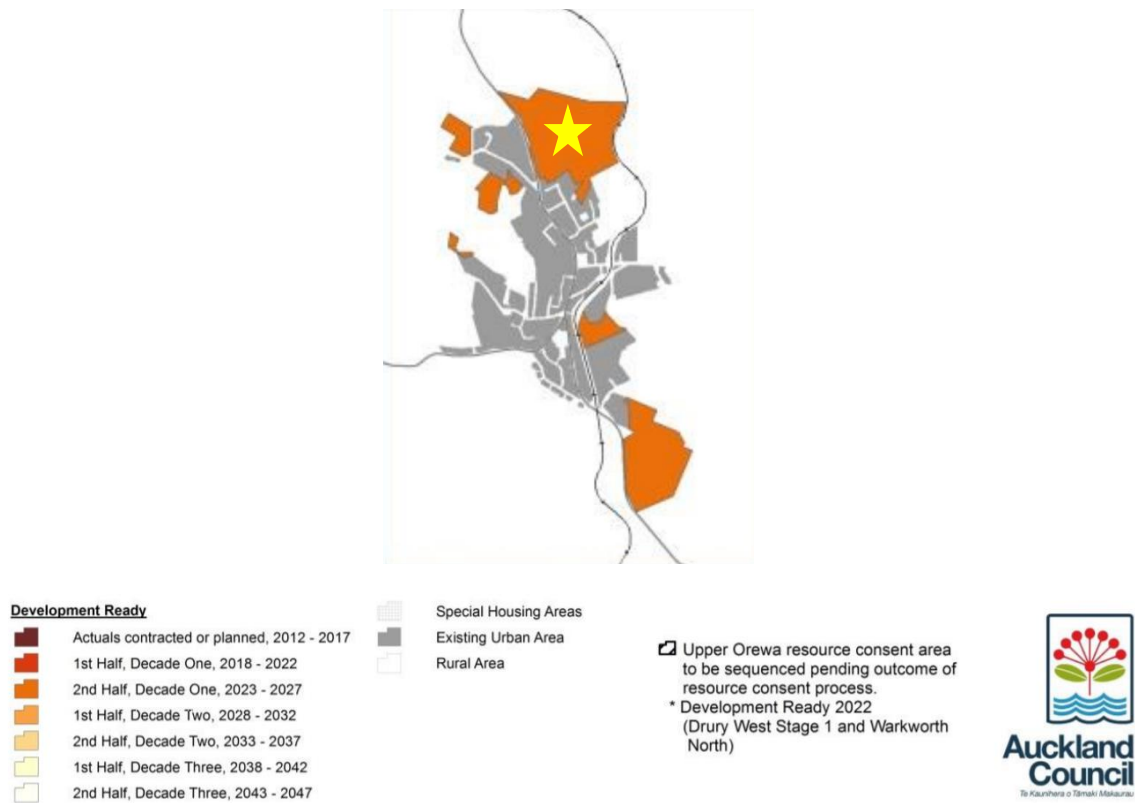 Development Ready
Actuals contracted or planned, 2012 - 2017
1st Half, Decade One, 2018 - 2022
2nd Half, Decade One, 2023 - 2027
1st Half, Decade Two, 2028 - 2032
2nd Half, Decade Two, 2033 - 2037
1st Half, Decade Three, 2038 - 2042
2nd Half, Decade Three, 2043 - 2047
Special Housing Areas
Existing Urban Area
Rural Area
Upper Orewa resource consent area
to be sequenced pending outcome of
resource consent process.
* Development Ready 2022
(Drury West Stage 1 and Warkworth
North)
Auckland
Council
Te Kaunihera o Tāmaki Makaurau